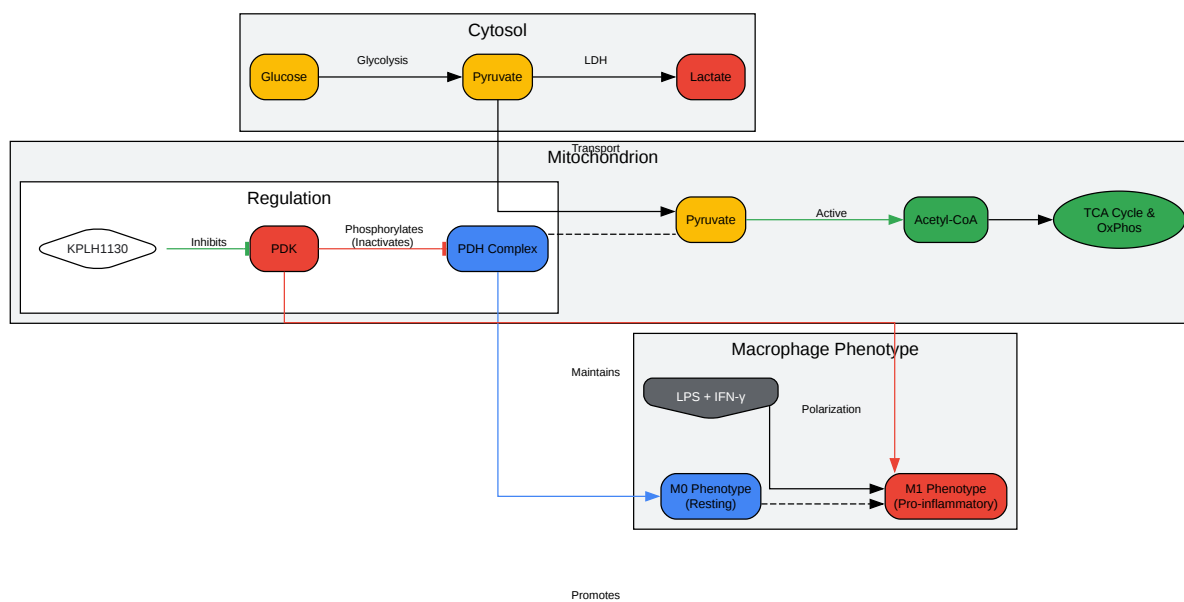 Cytosol
Glucose
Glycolysis
Pyruvate
LDH
Lactate
Transport
Mitochondrion
Regulation
KPLH1130
Inhibits
PDK
Phosphorylates
(Inactivates)
PDH Complex
Pyruvate
Active
Acetyl-CoA
TCA Cycle &
OxPhos
Macrophage Phenotype
Maintains
LPS + IFN-γ
Polarization
M0 Phenotype
(Resting)
M1 Phenotype
(Pro-inflammatory)
Promotes